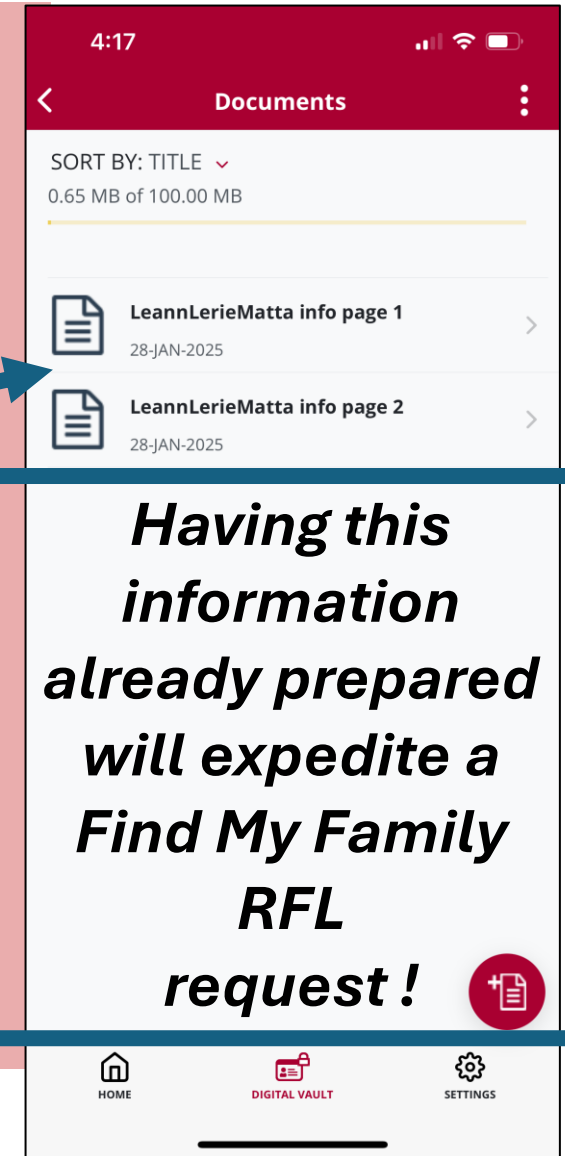 4:17
Documents
SORT BY: TITLE
0.65 MB of 100.00 MB
LeannLerieMatta info page 1
28-JAN-2025
LeannLerieMatta info page 2
28-JAN-2025
Having this
information
already prepared
will expedite a
Find My Family
RFL
request !
HOME
DIGITAL VAULT
SETTINGS